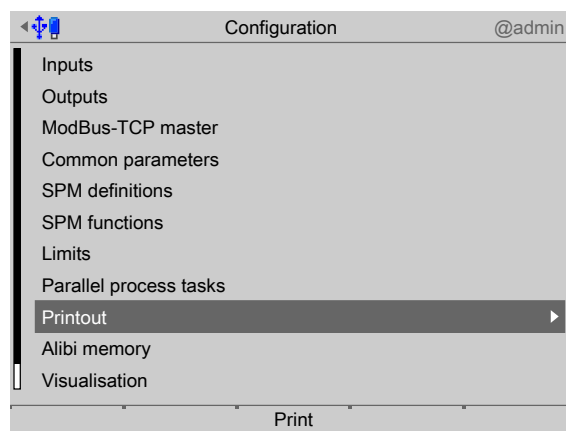 Configuration @admin
Inputs
Outputs
ModBus-TCP master
Common parameters
SPM definitions
SPM functions
Limits
Parallel process tasks
Printout
Alibi memory
Visualisation
Print